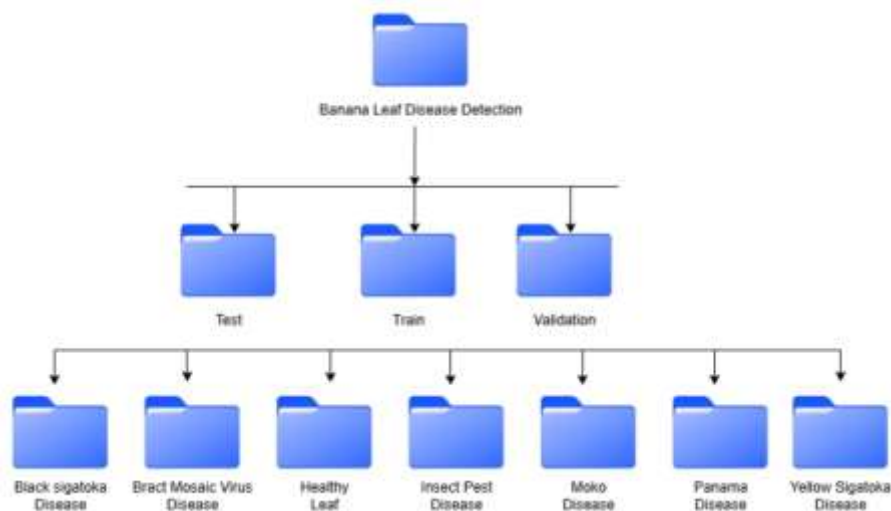 Banana Leaf Disease Detection
Test
Train
Validation
Black sigatoka
Disease
Bract Mosaic Virus
Disease
Healthy
Leaf
Insect Pest
Disease
Moko
Disease
Panama
Disease
Yellow Sigatoka
Disease